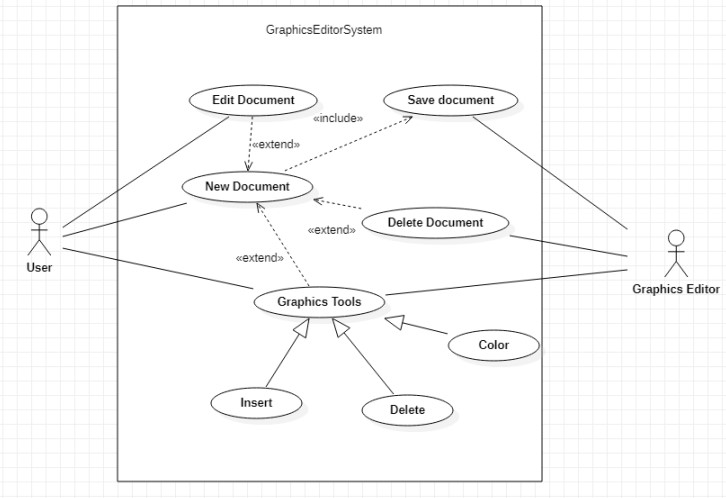 GraphicsEditorSystem
Edit Document
Save document
«include»
«extend»
New Document
Delete Document
«extend»
«extend»
User
Graphics Editor
Graphics Tools
Color
Insert
Delete